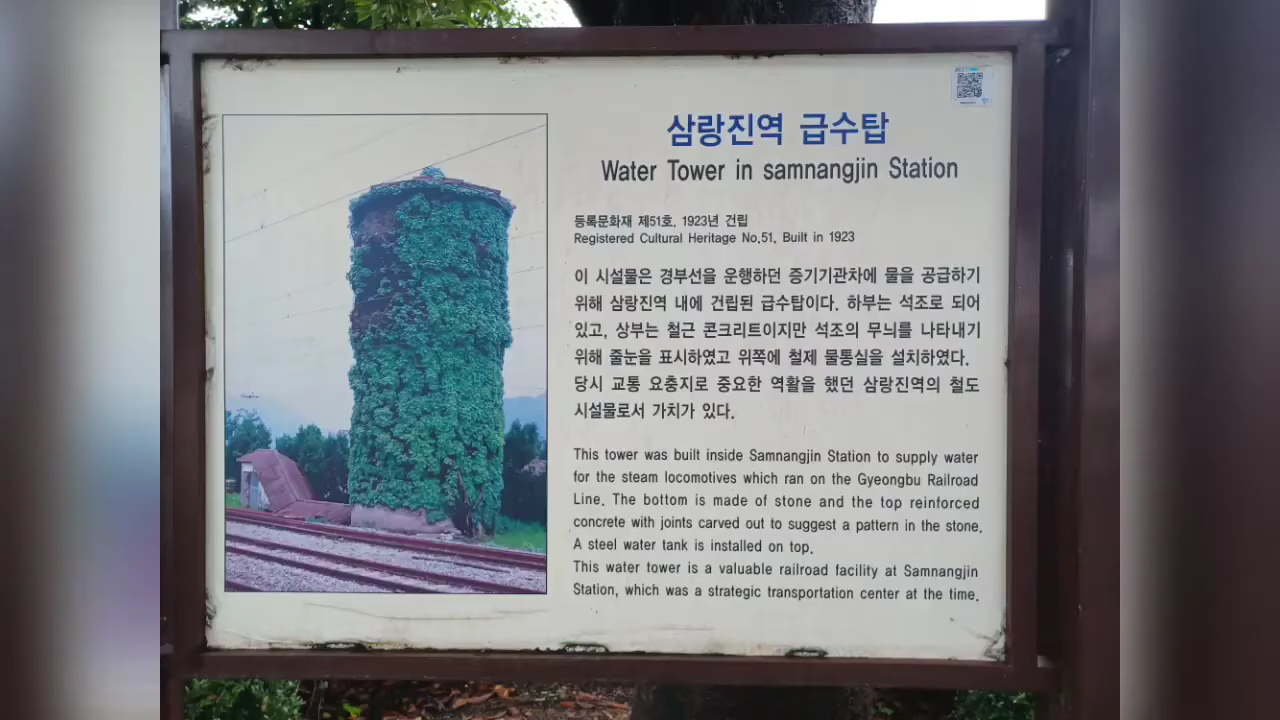 삼랑진역 급수탑
Water Tower in samnangjin Station
등록문화재 제51호, 1923년 건립
Registered Cultural Heritage No.51, Built in 1923
이 시설물은 경부선을 운행하던 증기기관차에 물을 공급하기
위해 삼랑진역 내에 건립된 급수탑이다. 하부는 석조로 되어
있고, 상부는 철근 콘크리트이지만 석조의 무늬를 나타내기
위해 줄눈을 표시하였고 위쪽에 철제 물통실을 설치하였다.
당시 교통 요충지로 중요한 역활을 했던 삼랑진역의 철도
시설물로서 가치가 있다.
This tower was built inside Samnangjin Station to supply water
for the steam locomotives which ran on the Gyeongbu Railroad
Line. The bottom is made of stone and the top reinforced
concrete with joints carved out to suggest a pattern in the stone.
A steel water tank is installed on top.
This water tower is a valuable railroad facility at Samnangjin
Station, which was a strategic transportation center at the time.